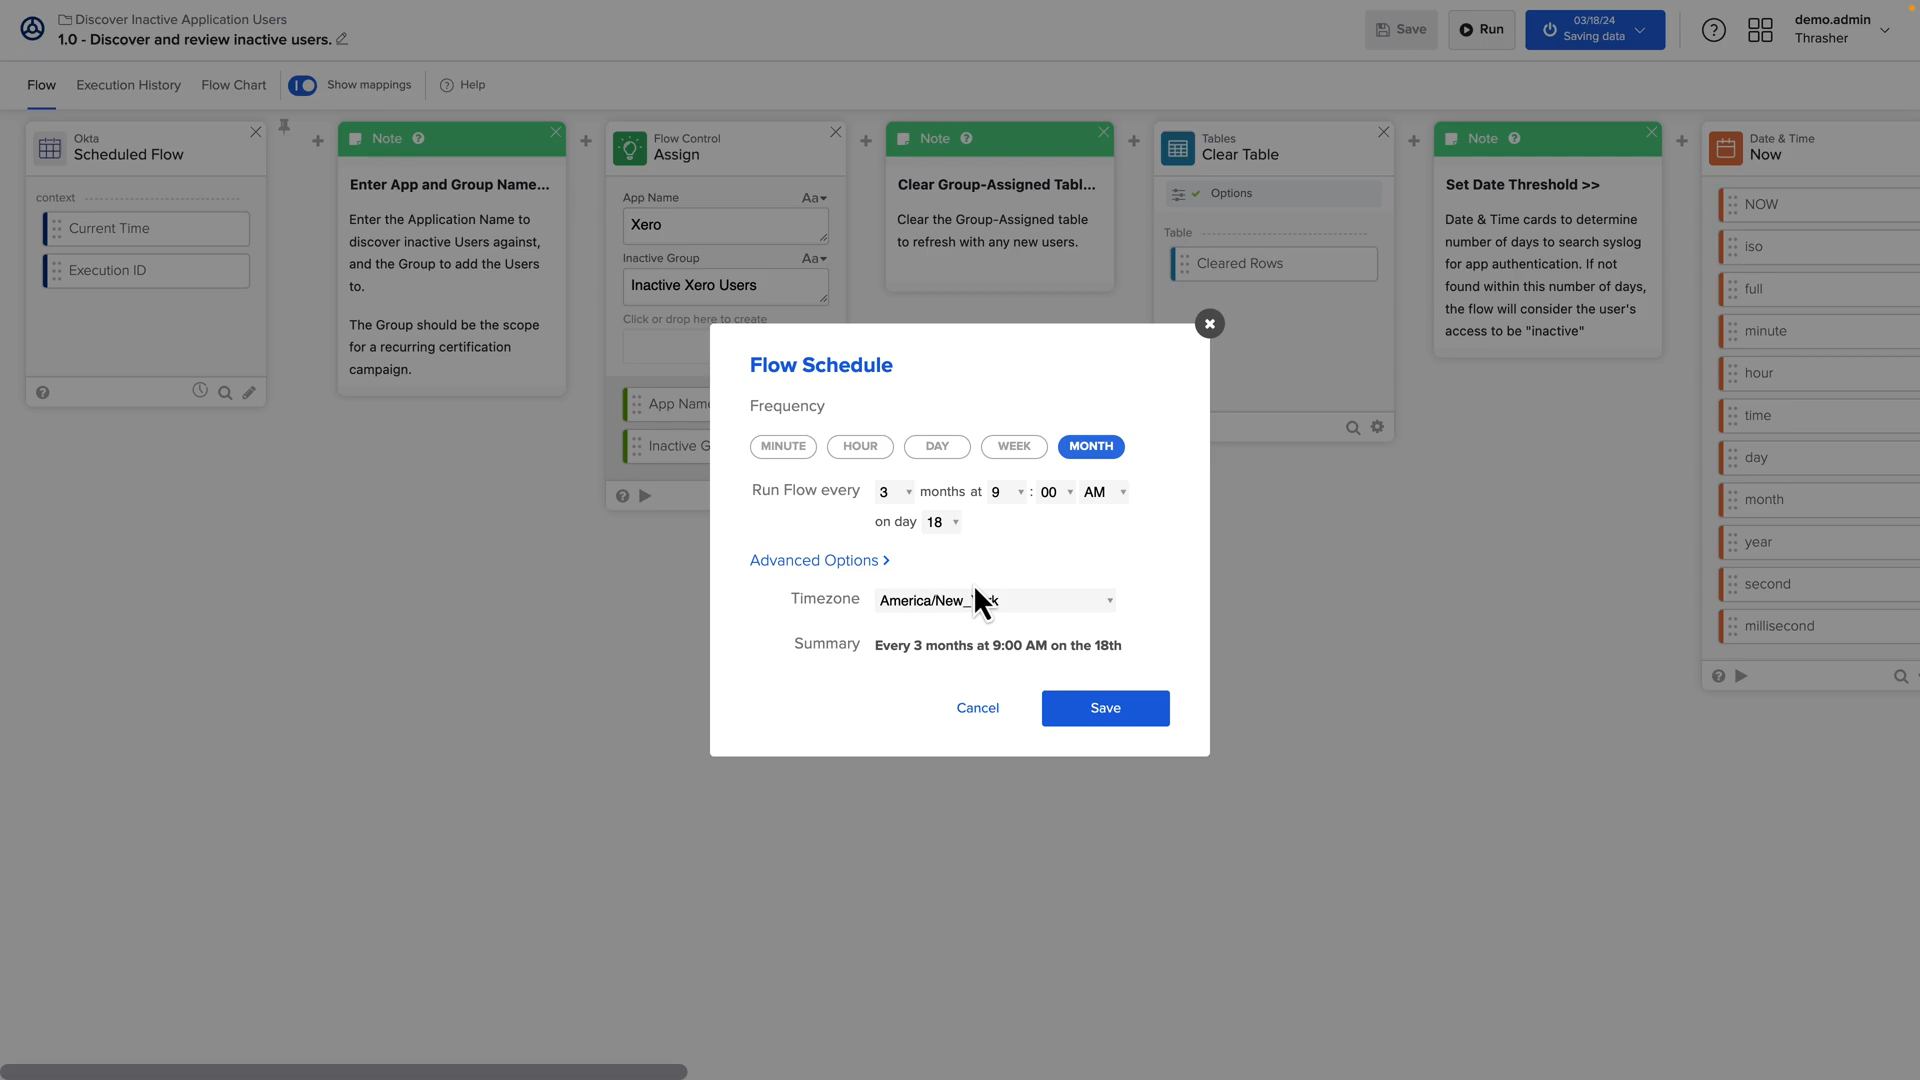 Discover Inactive Application Users
1.0 - Discover and review inactive users.
Save
Run
03/18/24
Saving data
demo.admin
Thrasher
Flow
Execution History
Flow Chart
Show mappings
Help
Okta
Scheduled Flow
context
Current Time
Execution ID
Note
Enter App and Group Name...
Enter the Application Name to
discover inactive Users against,
and the Group to add the Users
to.
The Group should be the scope
for a recurring certification
campaign.
Flow Control
Assign
App Name
Aa
Xero
Inactive Group
Aa
Inactive Xero Users
Click or drop here to create
App Name
Inactive G
Note
Clear Group-Assigned Tabl...
Clear the Group-Assigned table
to refresh with any new users.
Tables
Clear Table
Options
Table
Cleared Rows
Note
Set Date Threshold >>
Date & Time cards to determine
number of days to search syslog
for app authentication. If not
found within this number of days,
the flow will consider the user's
access to be "inactive"
Date & Time
Now
NOW
iso
full
minute
hour
time
day
month
year
second
millisecond
Flow Schedule
Frequency
MINUTE
HOUR
DAY
WEEK
MONTH
Run Flow every 3 months at 9 : 00 AM
on day 18
Advanced Options >
Timezone
America/New_
Summary
Every 3 months at 9:00 AM on the 18th
Cancel
Save